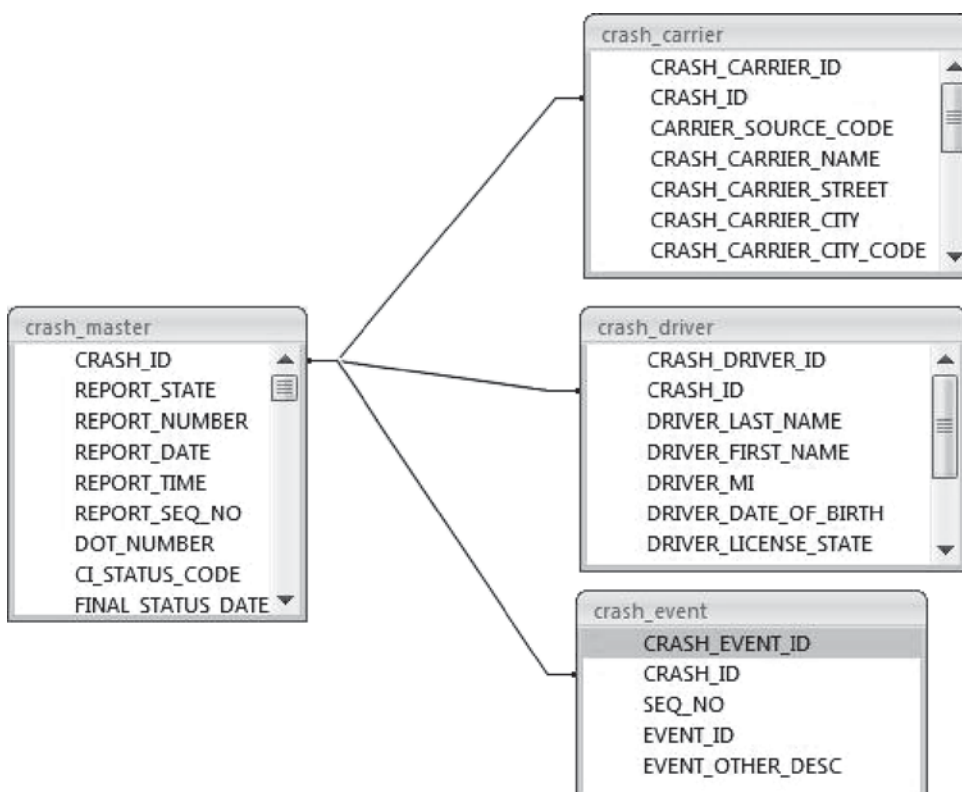 crash_carrier
CRASH_CARRIER_ID
CRASH_ID
CARRIER_SOURCE_CODE
CRASH_CARRIER_NAME
CRASH_CARRIER_STREET
CRASH_CARRIER_CITY
CRASH_CARRIER_CITY_CODE
crash_master
CRASH_ID
REPORT_STATE
REPORT_NUMBER
REPORT_DATE
REPORT_TIME
REPORT_SEQ_NO
DOT_NUMBER
CI_STATUS_CODE
FINAL_STATUS_DATE
crash_driver
CRASH_DRIVER_ID
CRASH_ID
DRIVER_LAST_NAME
DRIVER_FIRST_NAME
DRIVER_MI
DRIVER_DATE_OF_BIRTH
DRIVER_LICENSE_STATE
crash_event
CRASH_EVENT_ID
CRASH_ID
SEQ_NO
EVENT_ID
EVENT_OTHER_DESC